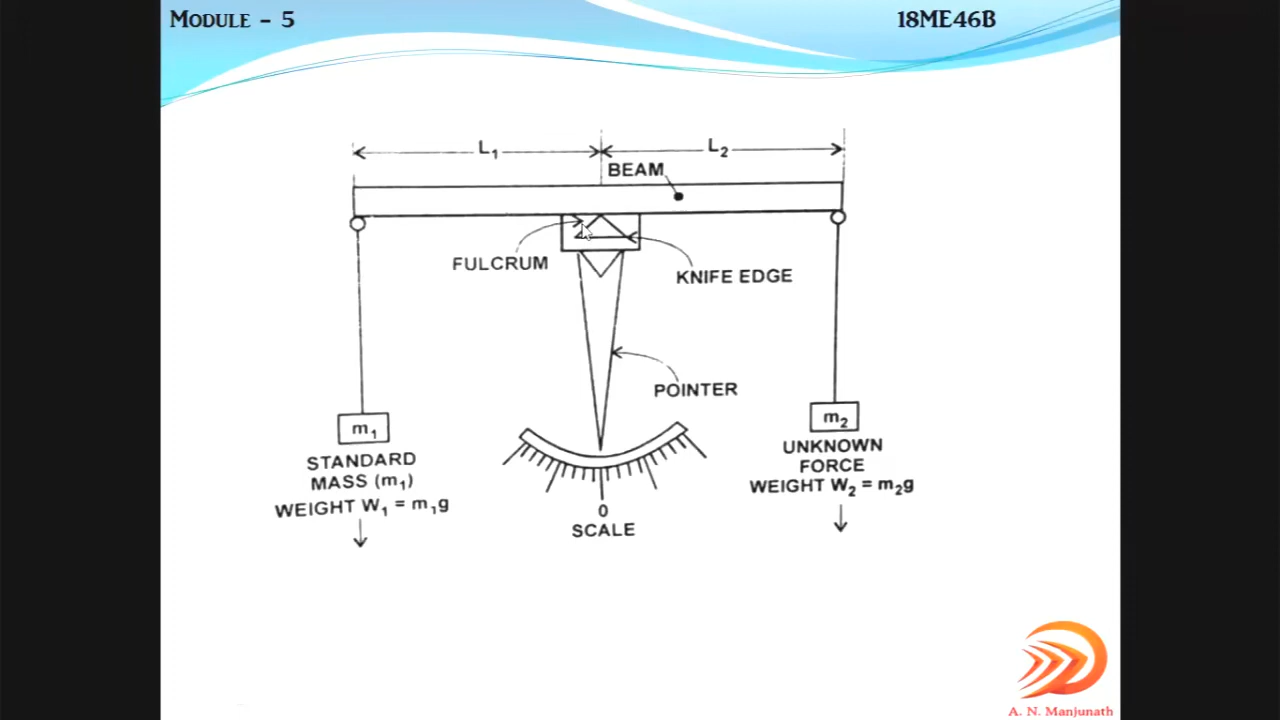 MODULE - 5
18ME46B
L1
L2
BEAM
FULCRUM
KNIFE EDGE
POINTER
m1
m2
STANDARD
MASS (m1)
WEIGHT W1 = m1g
UNKNOWN
FORCE
WEIGHT W2 = m2g
0
SCALE
A. N. Manjunath